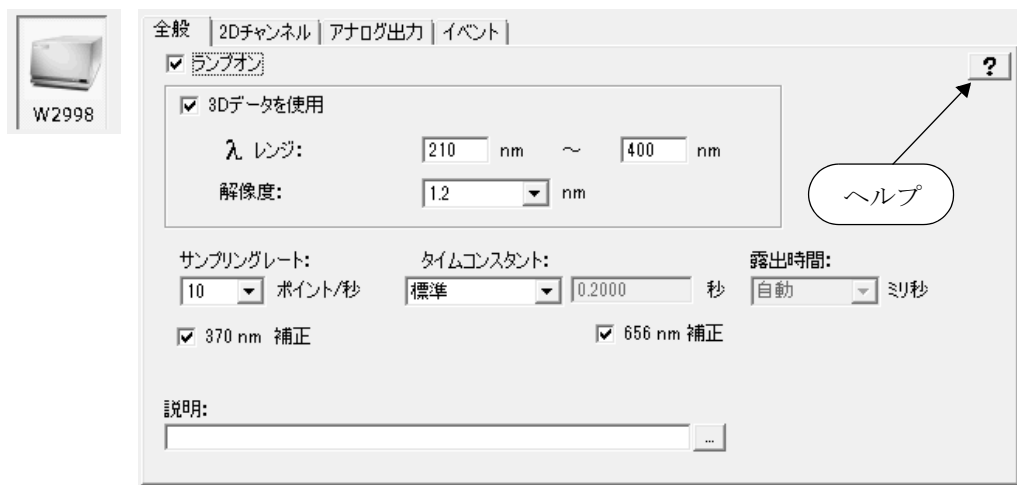 W2998
全般 2Dチャンネル アナログ出力 イベント
ランプオン
?
3Dデータを使用
λ レンジ: 210 nm ～ 400 nm
解像度: 1.2 nm
ヘルプ
サンプリングレート: タイムコンスタント: 露出時間:
10 ポイント/秒 標準 0.2000 秒 自動 ミリ秒
370 nm 補正 656 nm 補正
説明:
...